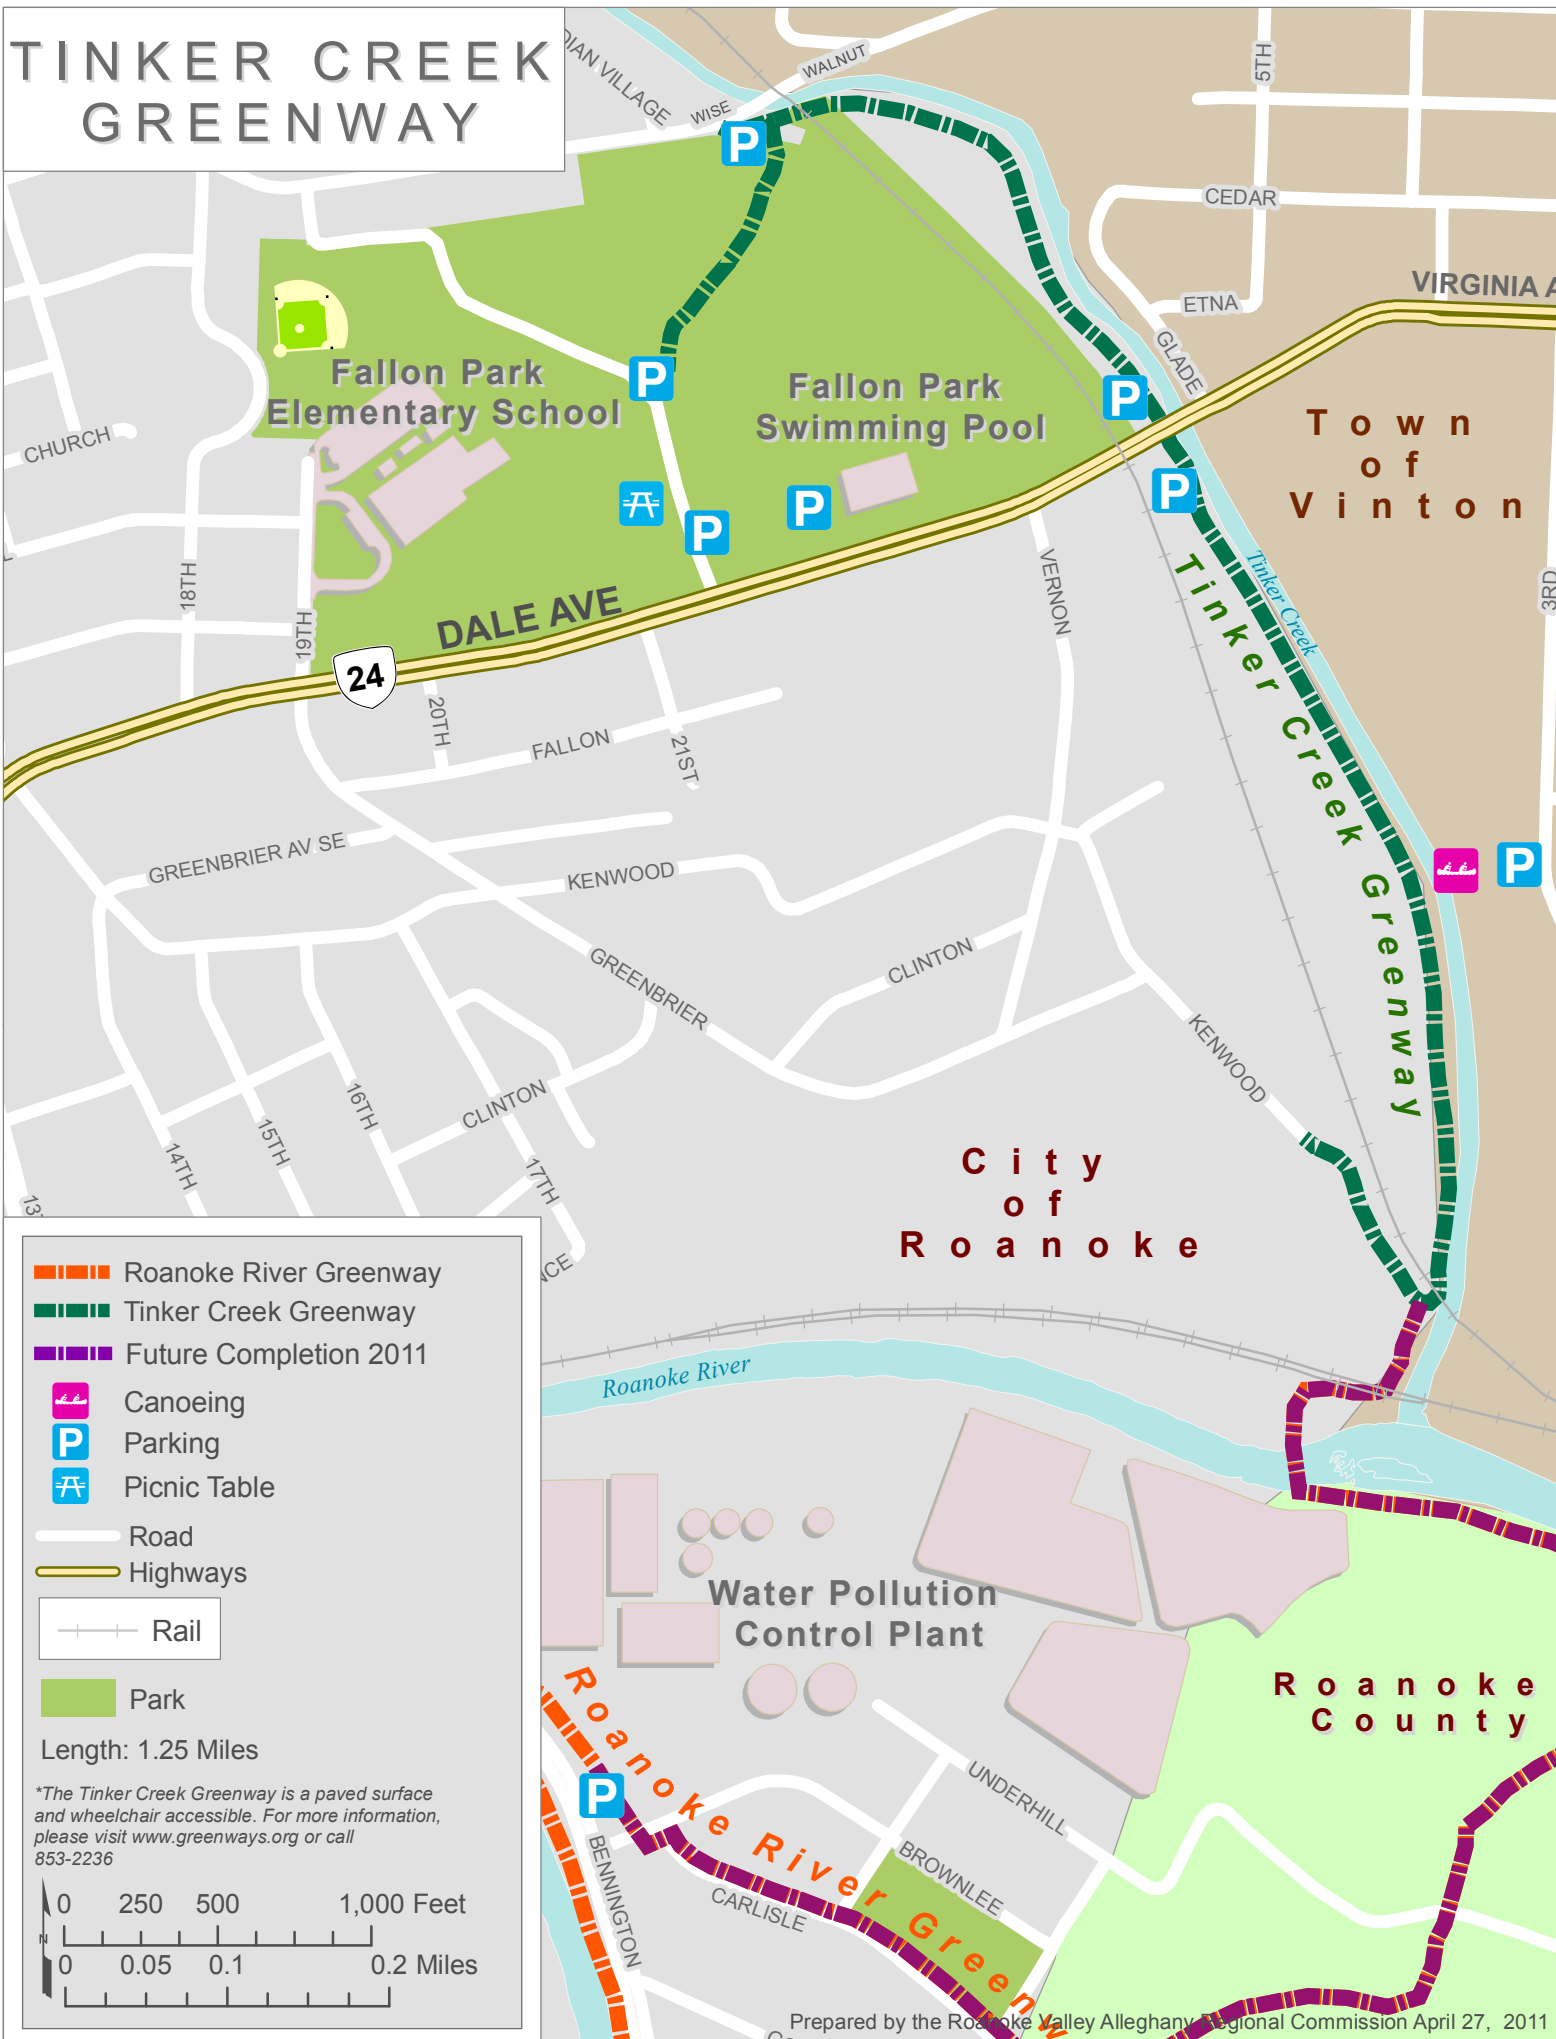 TINKER CREEK
GREENWAY
DIAN VILLAGE
WISE
WALNUT
5TH
CEDAR
ETNA
GLADE
VIRGINIA A
Fallon Park
Elementary School
Fallon Park
Swimming Pool
Town
of
Vinton
CHURCH
18TH
19TH
DALE AVE
24
20TH
FALLON
21ST
VERNON
3RD
Tinker Creek
Tinker Creek Greenway
GREENBRIER AV SE
KENWOOD
GREENBRIER
CLINTON
KENWOOD
CLINTON
13
14TH
15TH
16TH
17TH
NCE
City
of
Roanoke
Roanoke River
Water Pollution
Control Plant
Roanoke
County
Roanoke River Greenw
UNDERHILL
BROWNLEE
CARLISLE
BENNINGTON
P
P
P
P
P
P
P
P
Roanoke River Greenway
Tinker Creek Greenway
Future Completion 2011
Canoeing
P Parking
Picnic Table
Road
Highways
Rail
Park
Length: 1.25 Miles
*The Tinker Creek Greenway is a paved surface
and wheelchair accessible. For more information,
please visit www.greenways.org or call
853-2236
0 250 500 1,000 Feet
N
0 0.05 0.1 0.2 Miles
Prepared by the Roanoke Valley Alleghany Regional Commission April 27, 2011